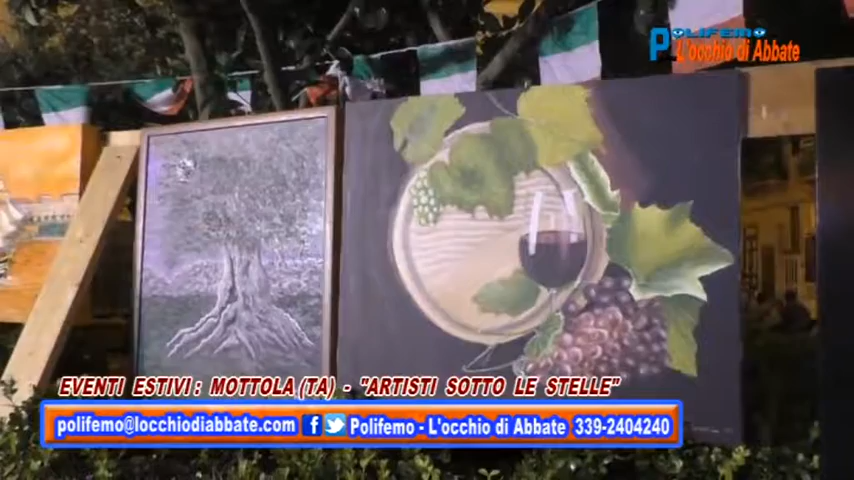 POLIFEMO
L'occhio di Abbate
EVENTI ESTIVI: MOTTOLA(TA) - "ARTISTI SOTTO LE STELLE"
polifemo@locchiodiabbate.com Polifemo - L'Occhio di Abbate 339-2404240